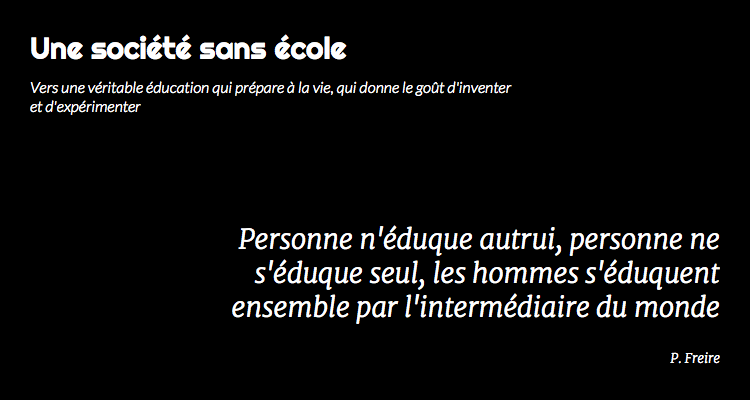 Une société sans école
Vers une véritable éducation qui prépare à la vie, qui donne le goût d'inventer
et d'expérimenter
Personne n'éduque autrui, personne ne
s'éduque seul, les hommes s'éduquent
ensemble par l'intermédiaire du monde
P. Freire